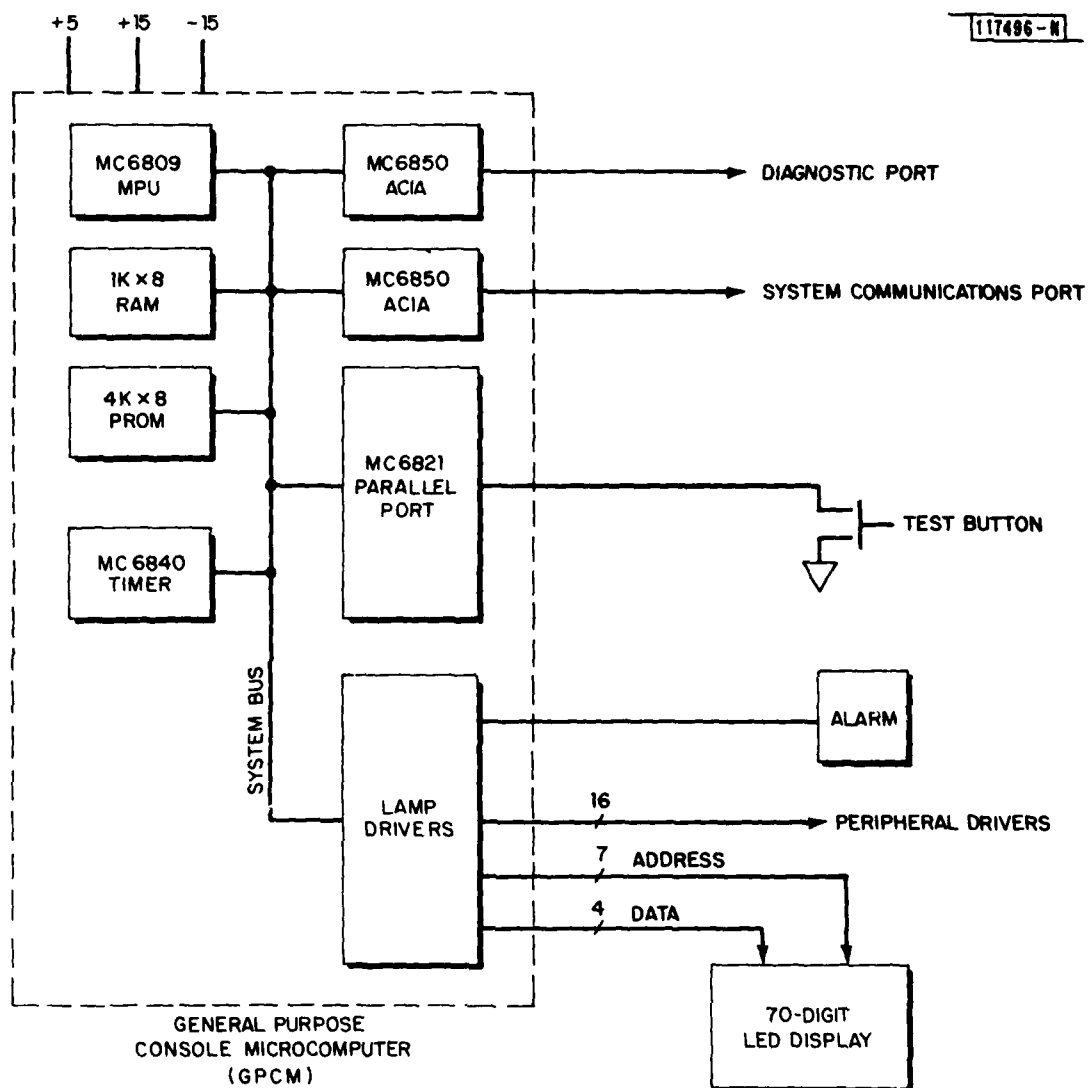 +5 +15 -15
117496-N
MC6809
MPU
MC6850
ACIA
DIAGNOSTIC PORT
1K × 8
RAM
MC6850
ACIA
SYSTEM COMMUNICATIONS PORT
4K × 8
PROM
MC6821
PARALLEL
PORT
TEST BUTTON
MC6840
TIMER
SYSTEM BUS
LAMP
DRIVERS
ALARM
16
PERIPHERAL DRIVERS
7 ADDRESS
4 DATA
70-DIGIT
LED DISPLAY
GENERAL PURPOSE
CONSOLE MICROCOMPUTER
(GPCM)